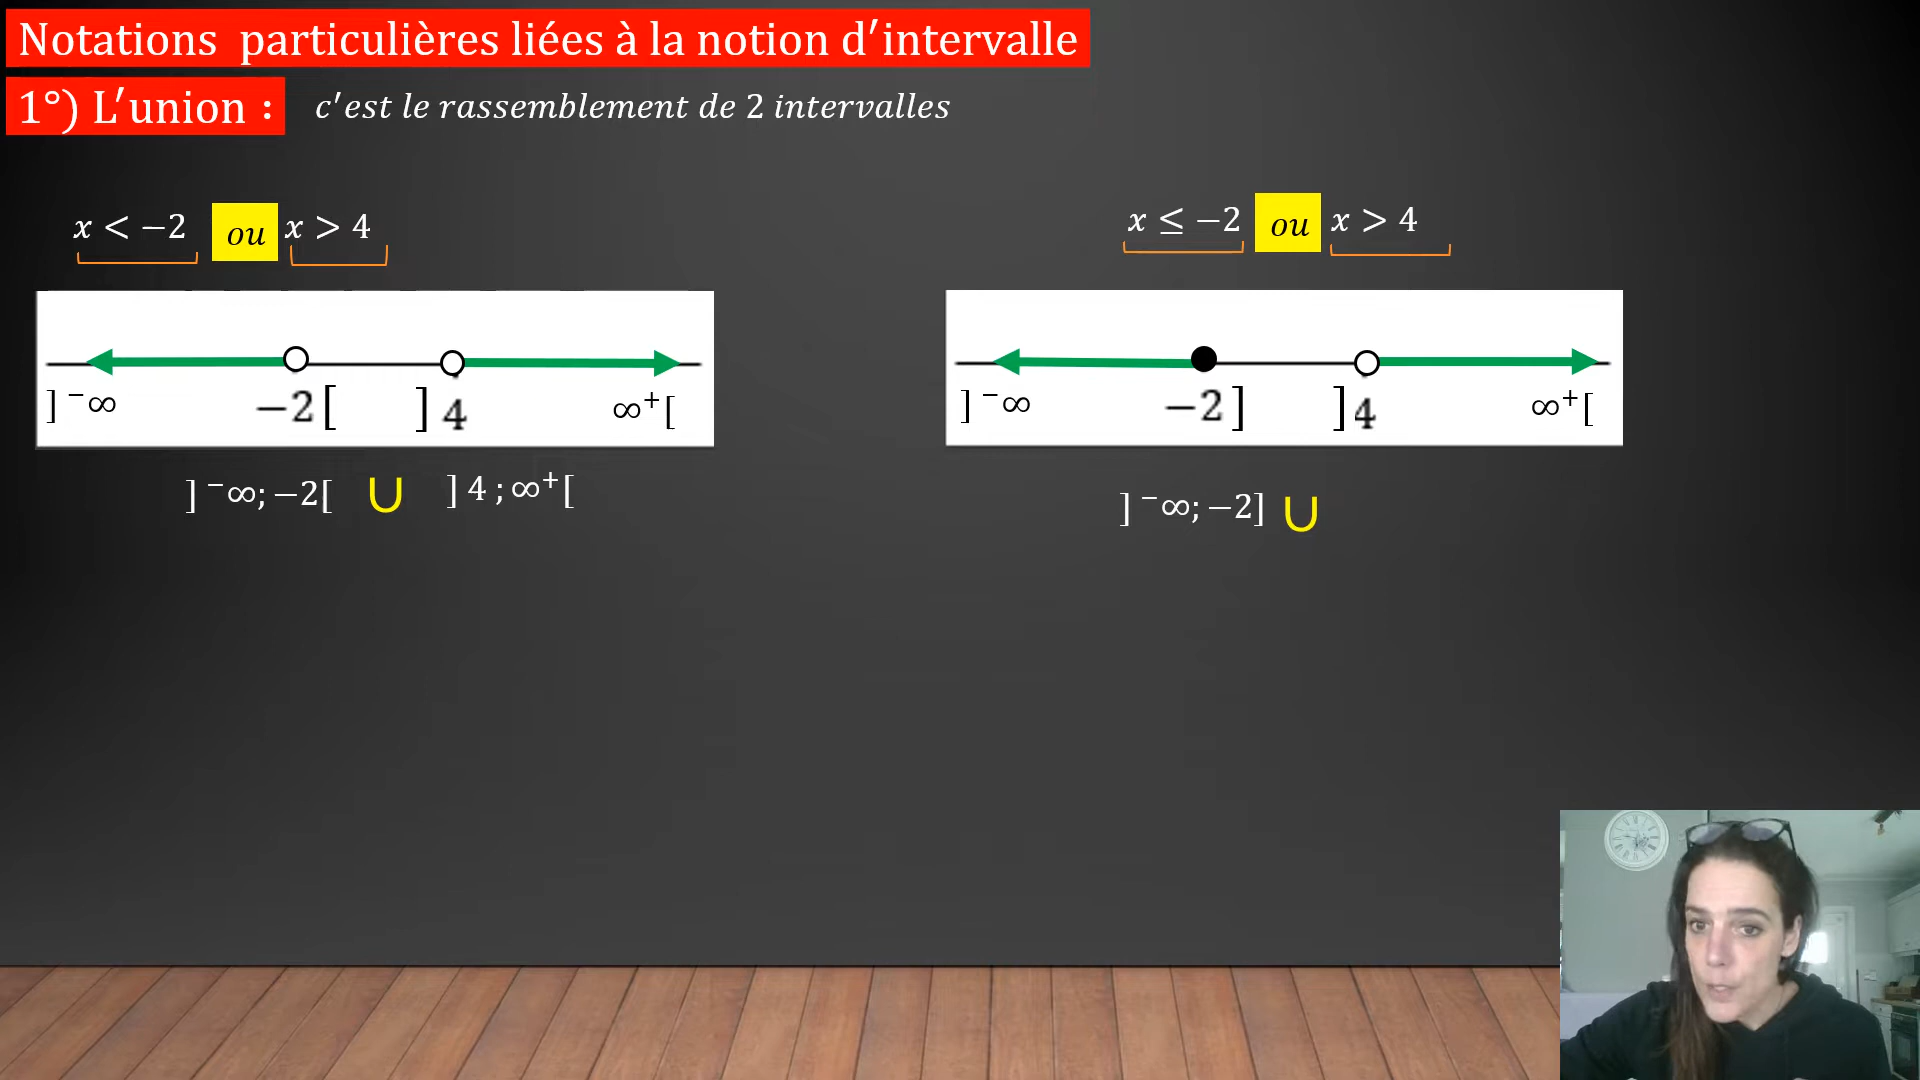 Notations particulières liées à la notion d′intervalle
1°) L′union : c′est le rassemblement de 2 intervalles
x < −2 ou x > 4
] ⁻∞ −2 [ ] 4 ∞⁺[
] ⁻∞; −2[ ∪ ] 4 ; ∞⁺[
x ≤ −2 ou x > 4
] ⁻∞ −2 ] ] 4 ∞⁺[
] ⁻∞; −2] ∪